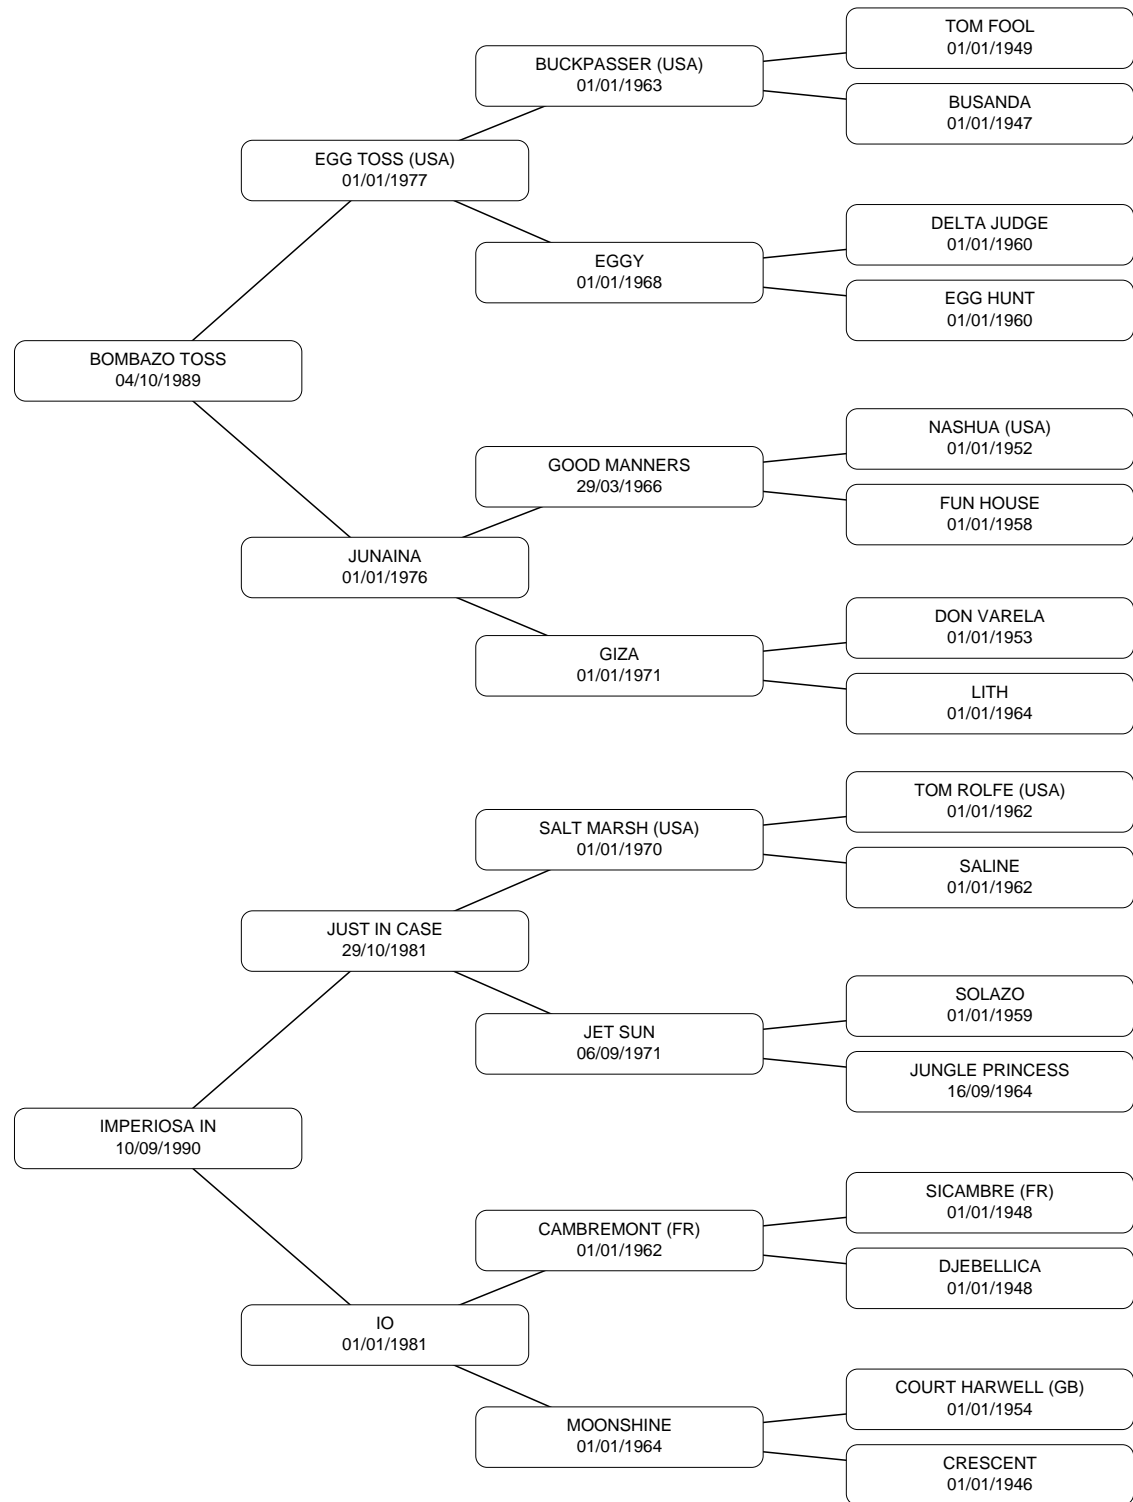 TOM FOOL
01/01/1949
BUCKPASSER (USA)
01/01/1963
BUSANDA
01/01/1947
EGG TOSS (USA)
01/01/1977
DELTA JUDGE
01/01/1960
EGGY
01/01/1968
EGG HUNT
01/01/1960
BOMBAZO TOSS
04/10/1989
NASHUA (USA)
01/01/1952
GOOD MANNERS
29/03/1966
FUN HOUSE
01/01/1958
JUNAINA
01/01/1976
DON VARELA
01/01/1953
GIZA
01/01/1971
LITH
01/01/1964
TOM ROLFE (USA)
01/01/1962
SALT MARSH (USA)
01/01/1970
SALINE
01/01/1962
JUST IN CASE
29/10/1981
SOLAZO
01/01/1959
JET SUN
06/09/1971
JUNGLE PRINCESS
16/09/1964
IMPERIOSA IN
10/09/1990
SICAMBRE (FR)
01/01/1948
CAMBREMONT (FR)
01/01/1962
DJEBELLICA
01/01/1948
IO
01/01/1981
COURT HARWELL (GB)
01/01/1954
MOONSHINE
01/01/1964
CRESCENT
01/01/1946